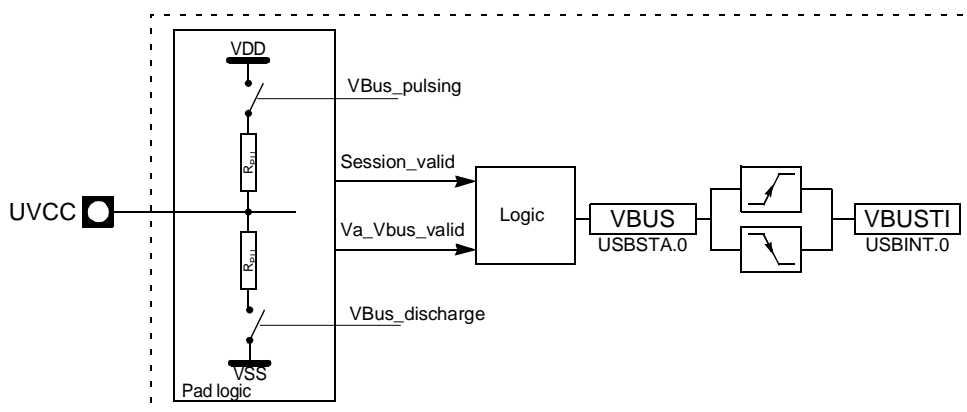 VDD
VBus_pulsing
RPU
Session_valid
UVCC
Logic
VBUS
VBUSTI
USBSTA.0
USBINT.0
Va_Vbus_valid
RPU
VBus_discharge
VSS
Pad logic